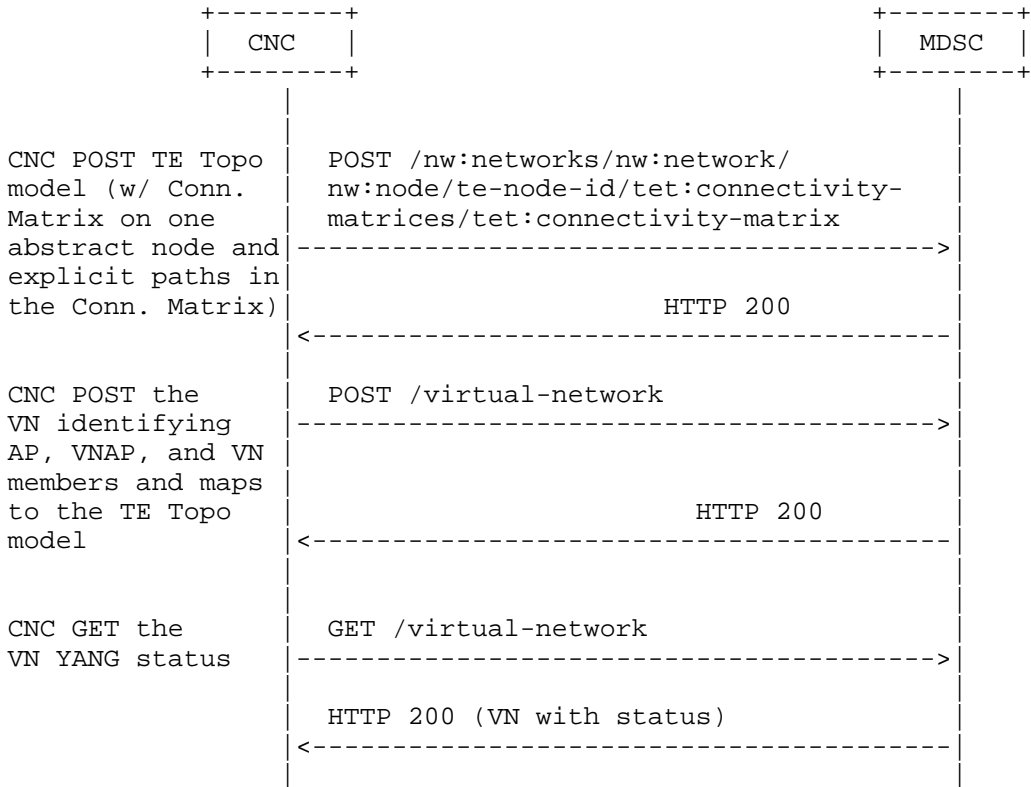 +--------+                                 +--------+
|  CNC   |                                 |  MDSC  |
+--------+                                 +--------+
CNC POST TE Topo | POST /nw:networks/nw:network/
model (w/ Conn. | nw:node/te-node-id/tet:connectivity-
Matrix on one | matrices/tet:connectivity-matrix
abstract node and|---------------------------------------->|
explicit paths in|
the Conn. Matrix)| HTTP 200 |
|<----------------------------------------|
CNC POST the | POST /virtual-network
VN identifying |---------------------------------------->|
AP, VNAP, and VN |
members and maps |
to the TE Topo | HTTP 200 |
model |<----------------------------------------|
CNC GET the | GET /virtual-network
VN YANG status |---------------------------------------->|
| HTTP 200 (VN with status) |
|<----------------------------------------|